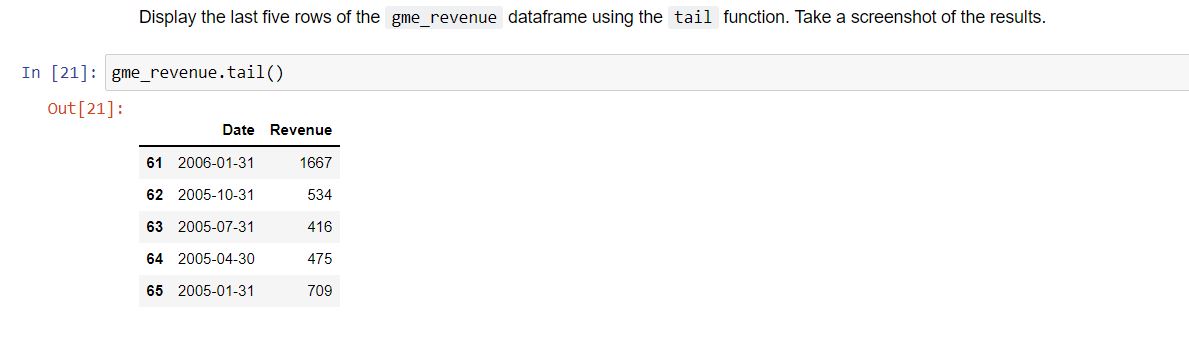 Display the last five rows of the gme_revenue dataframe using the tail function. Take a screenshot of the results.
In [21]: gme_revenue.tail()
Out[21]:
Date Revenue
61 2006-01-31 1667
62 2005-10-31 534
63 2005-07-31 416
64 2005-04-30 475
65 2005-01-31 709